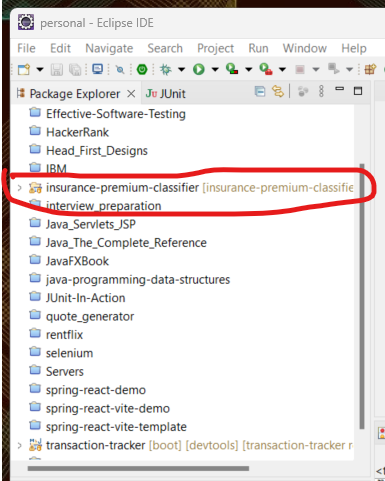 personal - Eclipse IDE
File Edit Navigate Search Project Run Window Help
Package Explorer × Ju JUnit
Effective-Software-Testing
HackerRank
Head_First_Designs
IBM
insurance-premium-classifier [insurance-premium-classifie
interview_preparation
Java_Servlets_JSP
Java_The_Complete_Reference
JavaFXBook
java-programming-data-structures
JUnit-In-Action
quote_generator
rentflix
selenium
Servers
spring-react-demo
spring-react-vite-demo
spring-react-vite-template
transaction-tracker [boot] [devtools] [transaction-tracker r